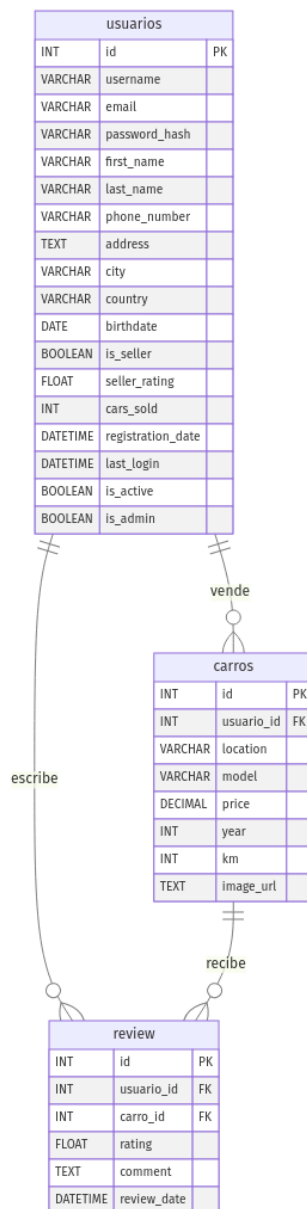 usuarios
INT id PK
VARCHAR username
VARCHAR email
VARCHAR password_hash
VARCHAR first_name
VARCHAR last_name
VARCHAR phone_number
TEXT address
VARCHAR city
VARCHAR country
DATE birthdate
BOOLEAN is_seller
FLOAT seller_rating
INT cars_sold
DATETIME registration_date
DATETIME last_login
BOOLEAN is_active
BOOLEAN is_admin
vende
carros
INT id PK
INT usuario_id FK
VARCHAR location
VARCHAR model
DECIMAL price
INT year
INT km
TEXT image_url
escribe
recibe
review
INT id PK
INT usuario_id FK
INT carro_id FK
FLOAT rating
TEXT comment
DATETIME review_date